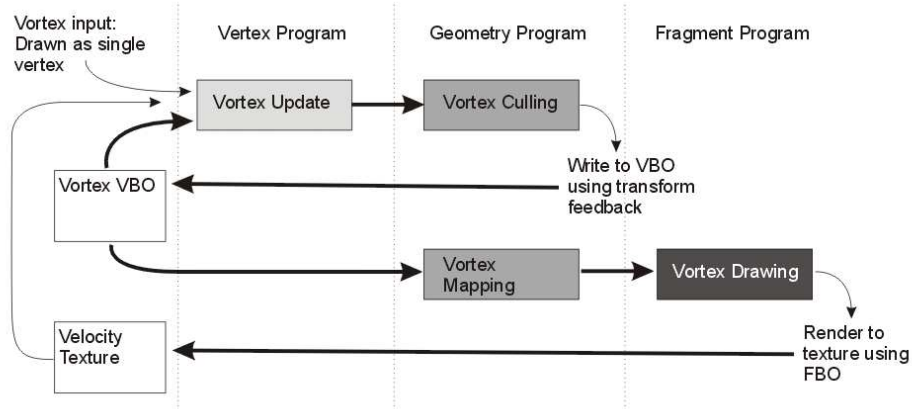 Vortex input:
Drawn as single
vertex
Vertex Program
Geometry Program
Fragment Program
Vortex Update
Vortex Culling
Write to VBO
using transform
feedback
Vortex VBO
Vortex
Mapping
Vortex Drawing
Velocity
Texture
Render to
texture using
FBO